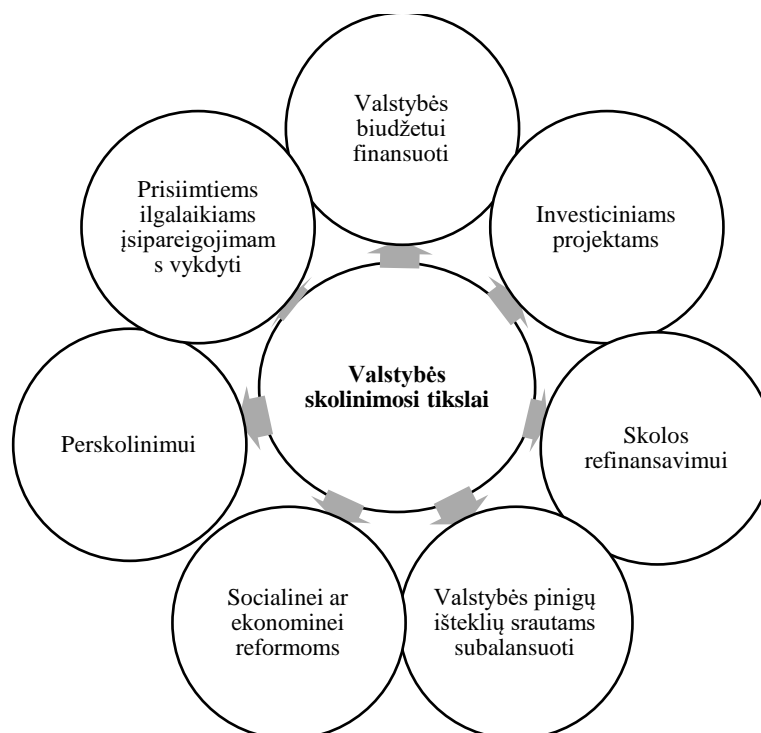 Valstybės
biudžetui
finansuoti
Investiciniams
projektams
Skolos
refinansavimui
Valstybės pinigų
išteklių srautams
subalansuoti
Socialinei ar
ekonominei
reformoms
Perskolinimui
Prisiimtiems
ilgalaikiams
įsipareigojimam
s vykdyti
Valstybės
skolinimosi tikslai